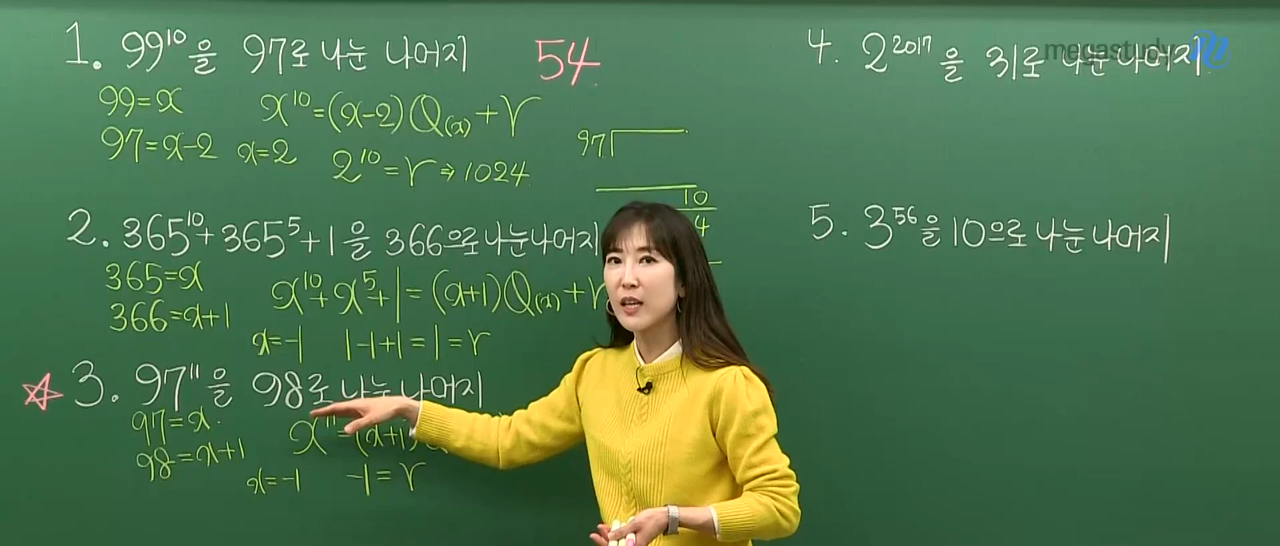 1. 99¹⁰을 97로 나눈 나머지 54
99=x x¹⁰=(x-2)Q(x)+r
97=x-2 x=2 2¹⁰=r⇒1024
97
10
4
2. 365¹⁰+365⁵+1을 366으로 나눈 나머지
365=x x¹⁰+x⁵+1=(x+1)Q(x)+r
366=x+1
x=-1 1-1+1=1=r
☆ 3. 97¹¹을 98로 나눈 나머지
97=x x¹¹=(x+1)
98=x+1
x=-1 -1=r
4. 2²⁰¹⁷을 31로 나눈 나머지
megastudy
5. 3⁵⁶을 10으로 나눈 나머지